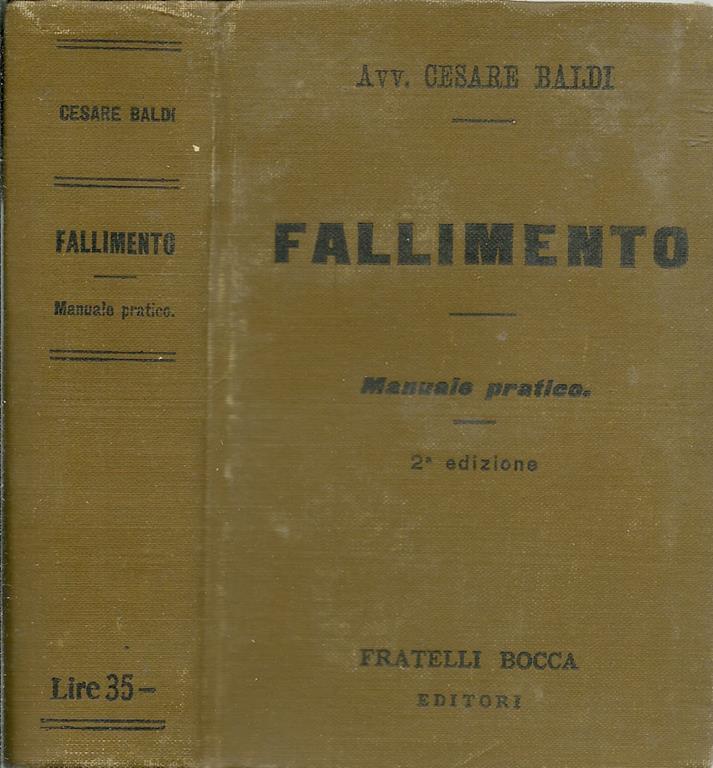 CESARE BALDI
FALLIMENTO
Manuale pratico.
Lire 35-
Avv. CESARE BALDI
FALLIMENTO
Manuale pratico.
2ª edizione
FRATELLI BOCCA
EDITORI